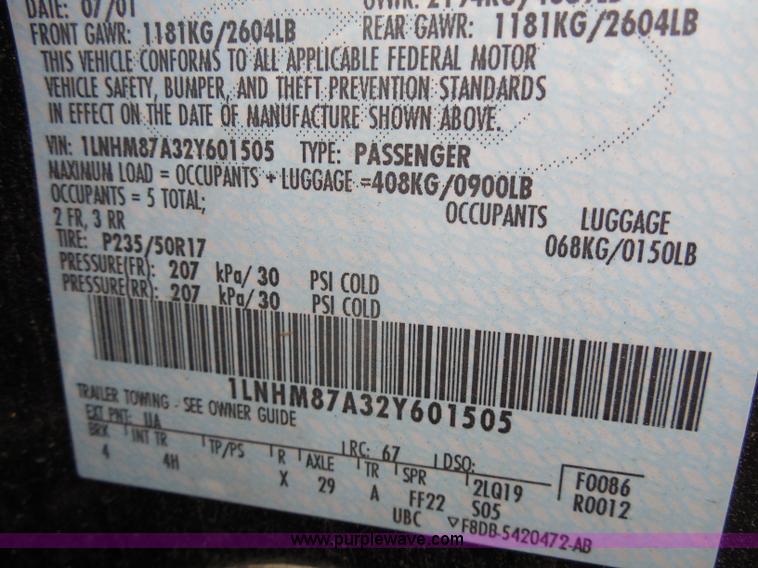 DATE: 07/01
FRONT GAWR: 1181KG/2604LB REAR GAWR: 1181KG/2604LB
THIS VEHICLE CONFORMS TO ALL APPLICABLE FEDERAL MOTOR
VEHICLE SAFETY, BUMPER, AND THEFT PREVENTION STANDARDS
IN EFFECT ON THE DATE OF MANUFACTURE SHOWN ABOVE.
VIN: 1LNHM87A32Y601505 TYPE: PASSENGER
MAXIMUM LOAD = OCCUPANTS + LUGGAGE =408KG/0900LB
OCCUPANTS = 5 TOTAL; OCCUPANTS LUGGAGE
2 FR, 3 RR 068KG/0150LB
TIRE: P235/50R17
PRESSURE(FR): 207 kPa/30 PSI COLD
PRESSURE(RR): 207 kPa/30 PSI COLD
1LNHM87A32Y601505
TRAILER TOWING - SEE OWNER GUIDE
EXT PNT: UA RC: 67 DSO:
BRK INT TR TP/PS R AXLE TR SPR 2LQ19 F0086
4 4H X 29 A FF22 S05 R0012
UBC ▽F8DB-5420472-AB
www.purplewave.com